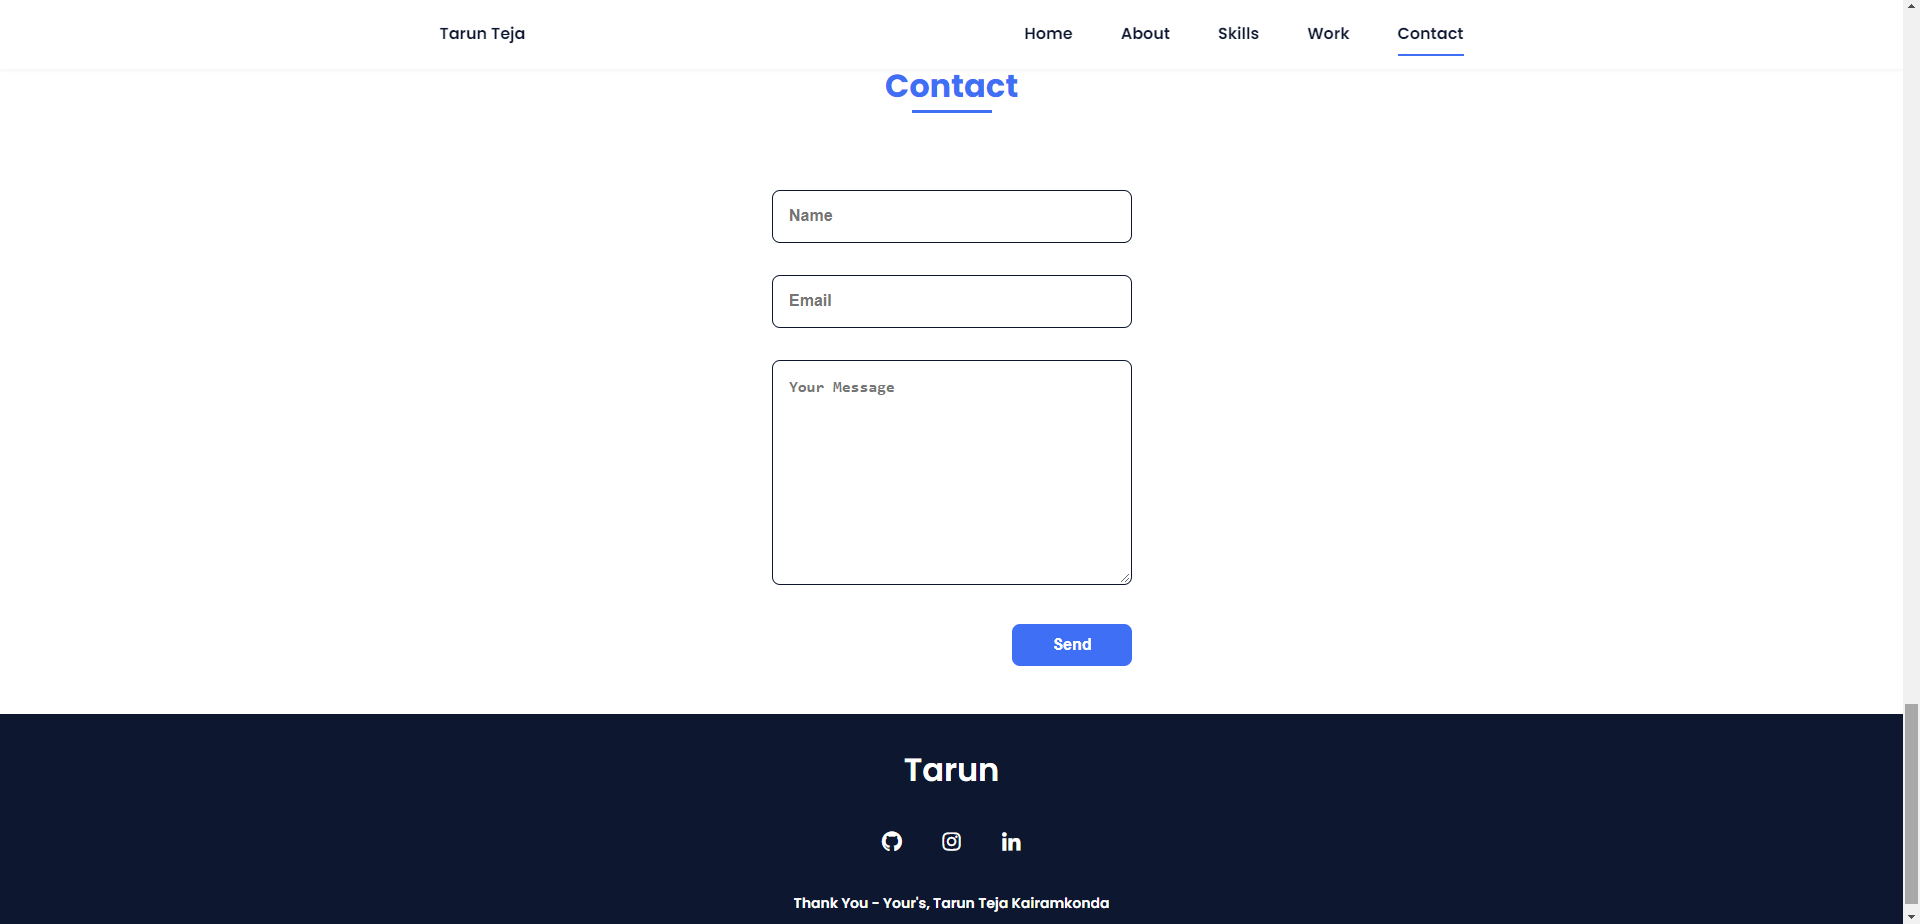 Tarun Teja Home About Skills Work Contact
Contact
Name
Email
Your Message
Send
Tarun
Thank You - Your's, Tarun Teja Kairamkonda